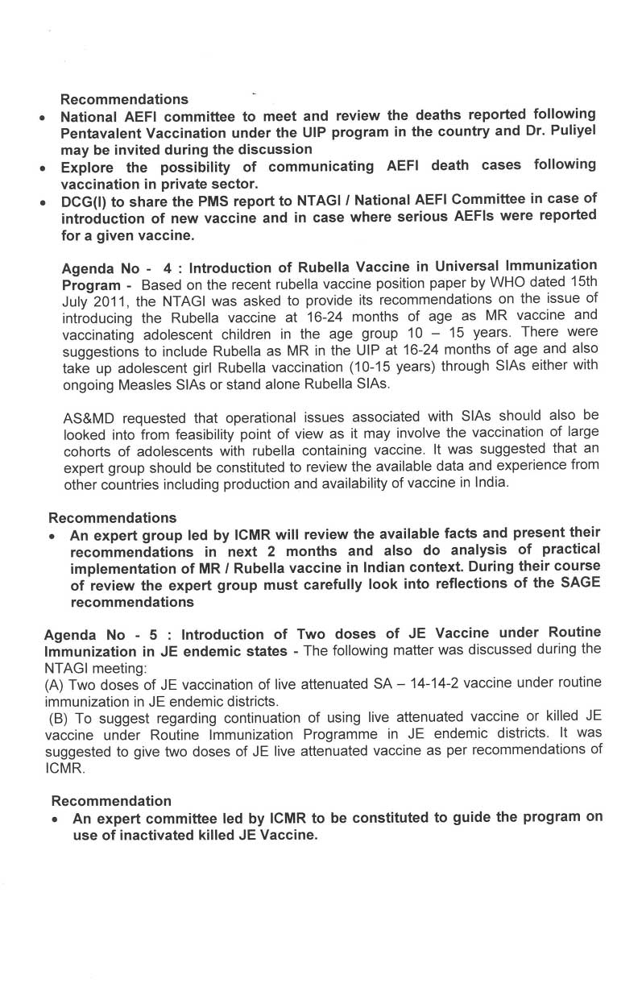 Recommendations
• National AEFI committee to meet and review the deaths reported following
Pentavalent Vaccination under the UIP program in the country and Dr. Puliyel
may be invited during the discussion
• Explore the possibility of communicating AEFI death cases following
vaccination in private sector.
• DCG(I) to share the PMS report to NTAGI / National AEFI Committee in case of
introduction of new vaccine and in case where serious AEFIs were reported
for a given vaccine.
Agenda No - 4 : Introduction of Rubella Vaccine in Universal Immunization
Program - Based on the recent rubella vaccine position paper by WHO dated 15th
July 2011, the NTAGI was asked to provide its recommendations on the issue of
introducing the Rubella vaccine at 16-24 months of age as MR vaccine and
vaccinating adolescent children in the age group 10 – 15 years. There were
suggestions to include Rubella as MR in the UIP at 16-24 months of age and also
take up adolescent girl Rubella vaccination (10-15 years) through SIAs either with
ongoing Measles SIAs or stand alone Rubella SIAs.
AS&MD requested that operational issues associated with SIAs should also be
looked into from feasibility point of view as it may involve the vaccination of large
cohorts of adolescents with rubella containing vaccine. It was suggested that an
expert group should be constituted to review the available data and experience from
other countries including production and availability of vaccine in India.
Recommendations
• An expert group led by ICMR will review the available facts and present their
recommendations in next 2 months and also do analysis of practical
implementation of MR / Rubella vaccine in Indian context. During their course
of review the expert group must carefully look into reflections of the SAGE
recommendations
Agenda No - 5 : Introduction of Two doses of JE Vaccine under Routine
Immunization in JE endemic states - The following matter was discussed during the
NTAGI meeting:
(A) Two doses of JE vaccination of live attenuated SA – 14-14-2 vaccine under routine
immunization in JE endemic districts.
(B) To suggest regarding continuation of using live attenuated vaccine or killed JE
vaccine under Routine Immunization Programme in JE endemic districts. It was
suggested to give two doses of JE live attenuated vaccine as per recommendations of
ICMR.
Recommendation
• An expert committee led by ICMR to be constituted to guide the program on
use of inactivated killed JE Vaccine.